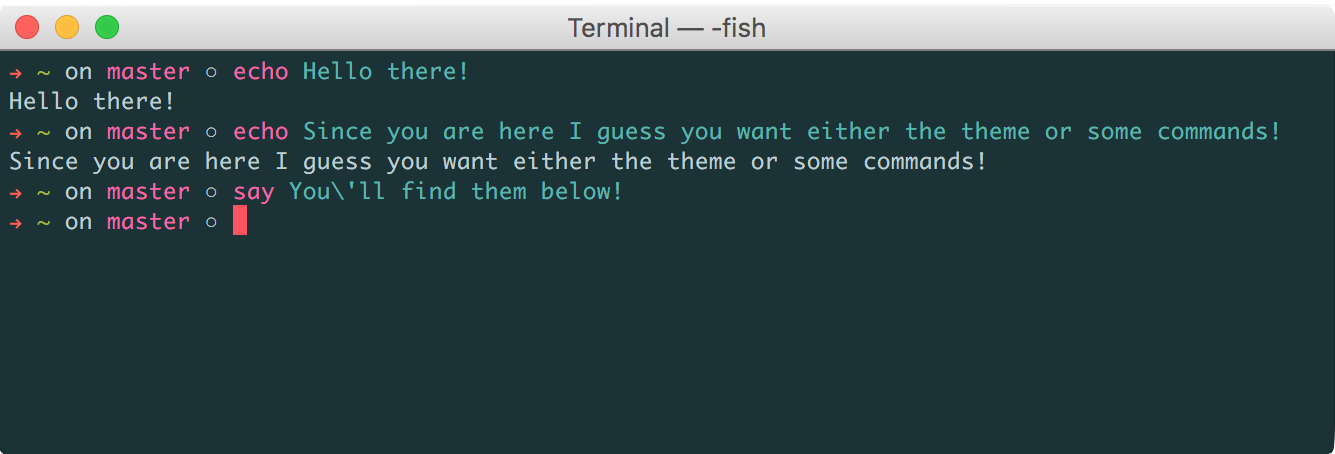 Terminal — -fish
→ ~ on master ○ echo Hello there!
Hello there!
→ ~ on master ○ echo Since you are here I guess you want either the theme or some commands!
Since you are here I guess you want either the theme or some commands!
→ ~ on master ○ say You\'ll find them below!
→ ~ on master ○